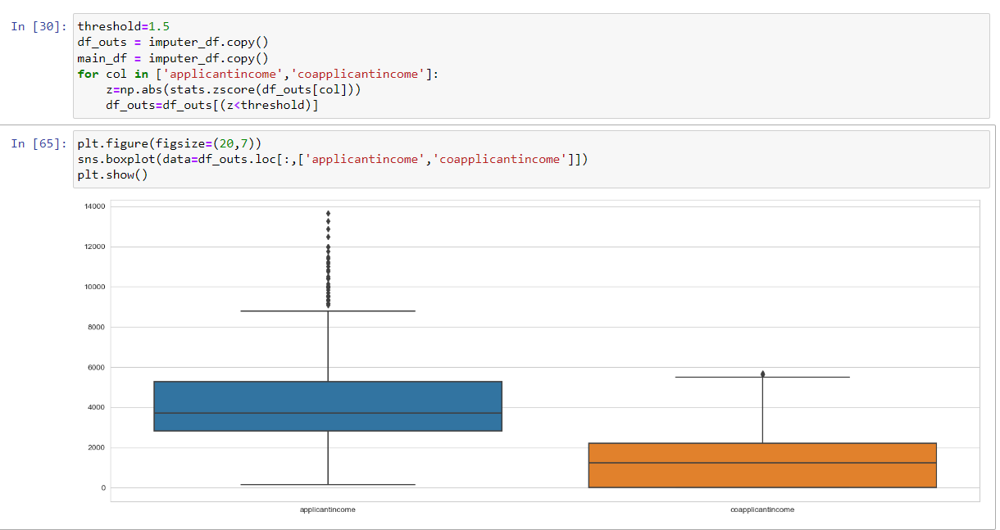 In [30]: threshold=1.5
df_outs = imputer_df.copy()
main_df = imputer_df.copy()
for col in ['applicantincome','coapplicantincome']:
    z=np.abs(stats.zscore(df_outs[col]))
    df_outs=df_outs[(z<threshold)]
In [65]: plt.figure(figsize=(20,7))
sns.boxplot(data=df_outs.loc[:,['applicantincome','coapplicantincome']])
plt.show()
14000
12000
10000
8000
6000
4000
2000
0
applicantincome coapplicantincome